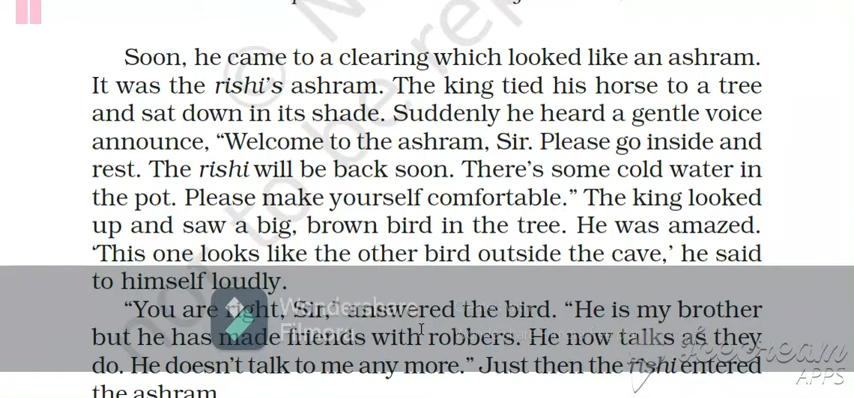 Soon, he came to a clearing which looked like an ashram.
It was the rishi's ashram. The king tied his horse to a tree
and sat down in its shade. Suddenly he heard a gentle voice
announce, “Welcome to the ashram, Sir. Please go inside and
rest. The rishi will be back soon. There's some cold water in
the pot. Please make yourself comfortable.” The king looked
up and saw a big, brown bird in the tree. He was amazed.
‘This one looks like the other bird outside the cave,’ he said
to himself loudly.
“You are right, Sir,” answered the bird. “He is my brother
but he has made friends with robbers. He now talks as they
do. He doesn't talk to me any more.” Just then the rishi entered
the ashram.
Wondershare
Filmora
APPS
© not to be